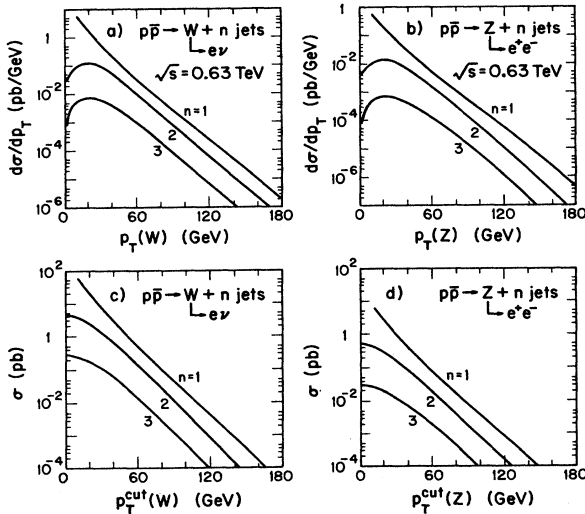 a) pp̄ → W + n jets
b) pp̄ → Z + n jets
↳ eν
↳ e⁺e⁻
√s = 0.63 TeV
√s = 0.63 TeV
dσ/dp_T (pb/GeV)
dσ/dp_T (pb/GeV)
1
10⁻²
10⁻⁴
10⁻⁶
1
10⁻²
10⁻⁴
10⁻⁶
n=1
2
3
n=1
2
3
0 60 120 180
0 60 120 180
p_T(W) (GeV)
p_T(Z) (GeV)
c) pp̄ → W + n jets
d) pp̄ → Z + n jets
↳ eν
↳ e⁺e⁻
σ (pb)
σ (pb)
10²
1
10⁻²
10⁻⁴
10²
1
10⁻²
10⁻⁴
n=1
2
3
n=1
2
3
0 60 120 180
0 60 120 180
p_T^cut(W) (GeV)
p_T^cut(Z) (GeV)